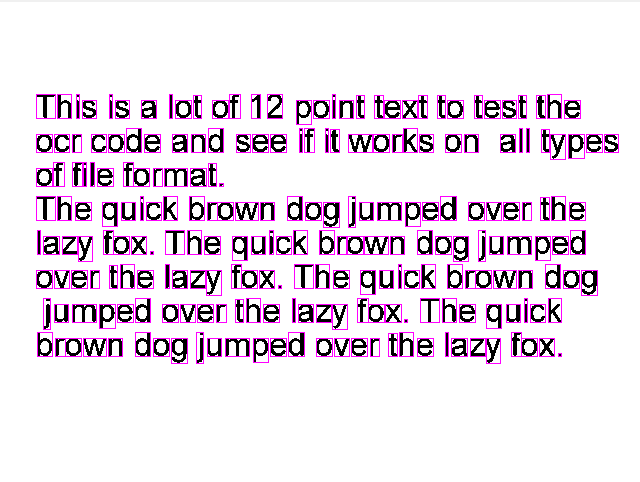 This is a lot of 12 point text to test the
ocr code and see if it works on all types
of file format.
The quick brown dog jumped over the
lazy fox. The quick brown dog jumped
over the lazy fox. The quick brown dog
jumped over the lazy fox. The quick
brown dog jumped over the lazy fox.